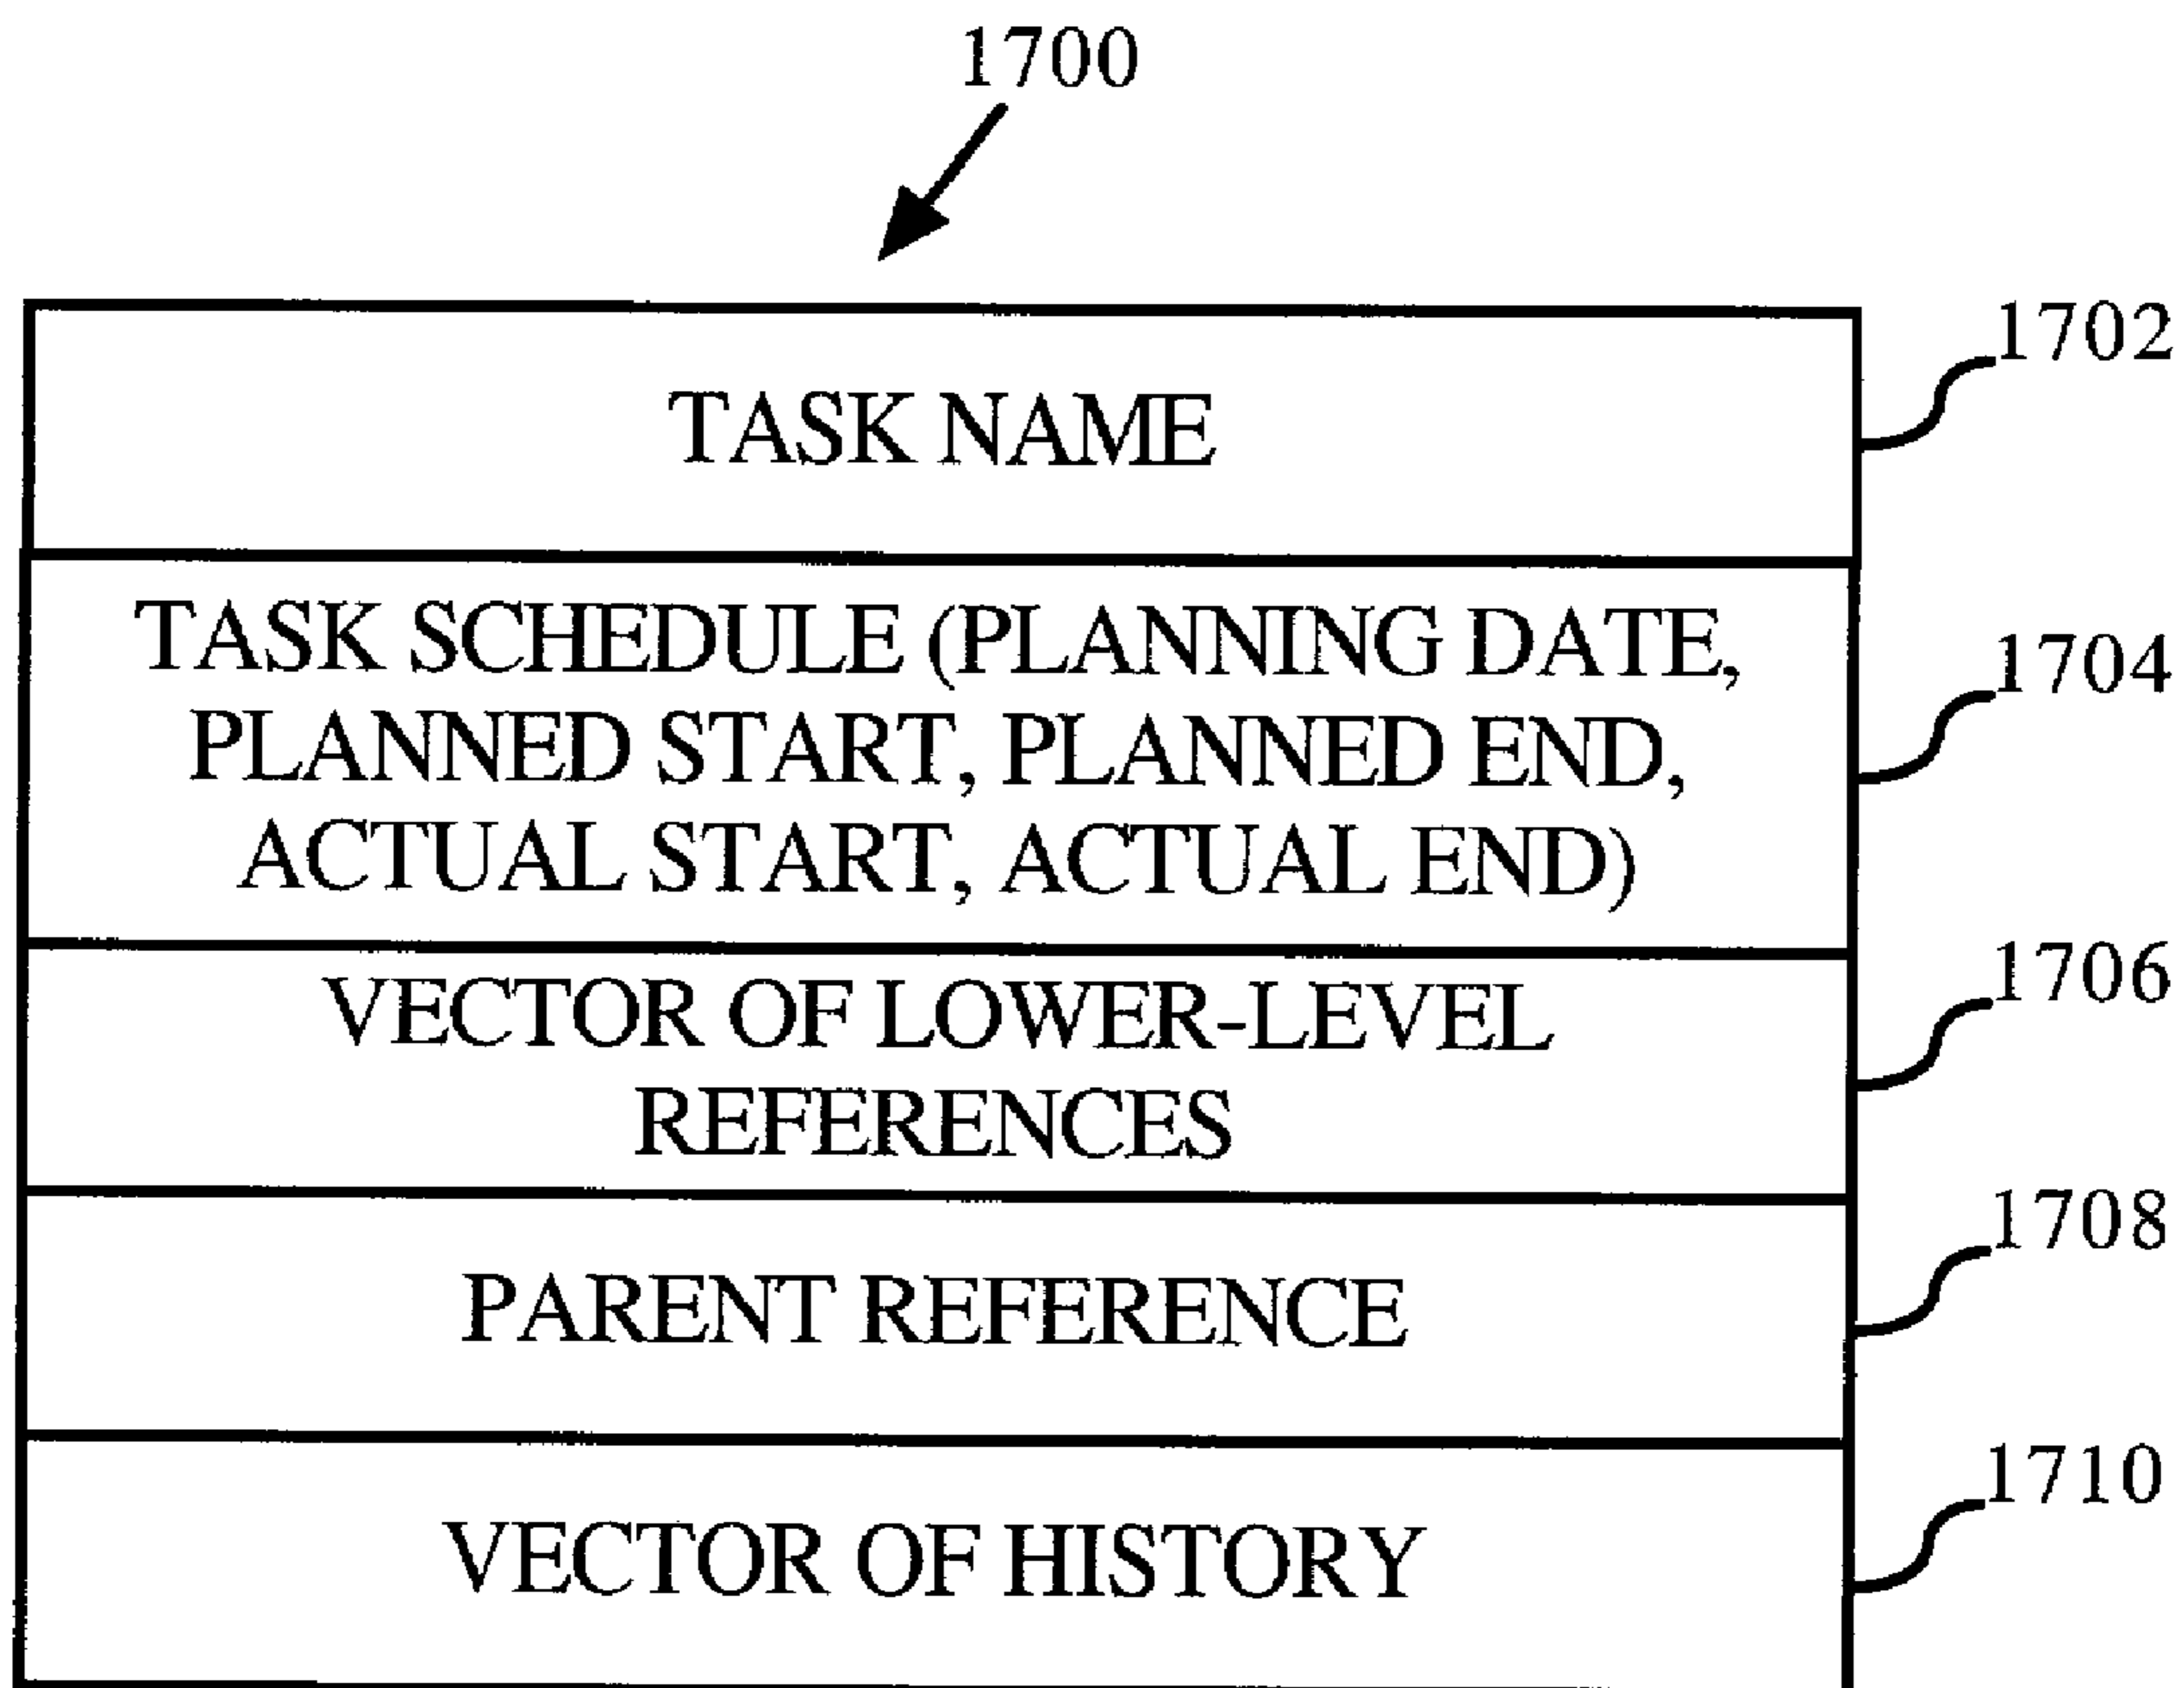 1700
1702
TASK NAME
TASK SCHEDULE (PLANNING DATE,
1704
PLANNED START, PLANNED END,
ACTUAL START, ACTUAL END)
1706
VECTOR OF LOWER-LEVEL
REFERENCES
1708
PARENT REFERENCE
1710
VECTOR OF HISTORY